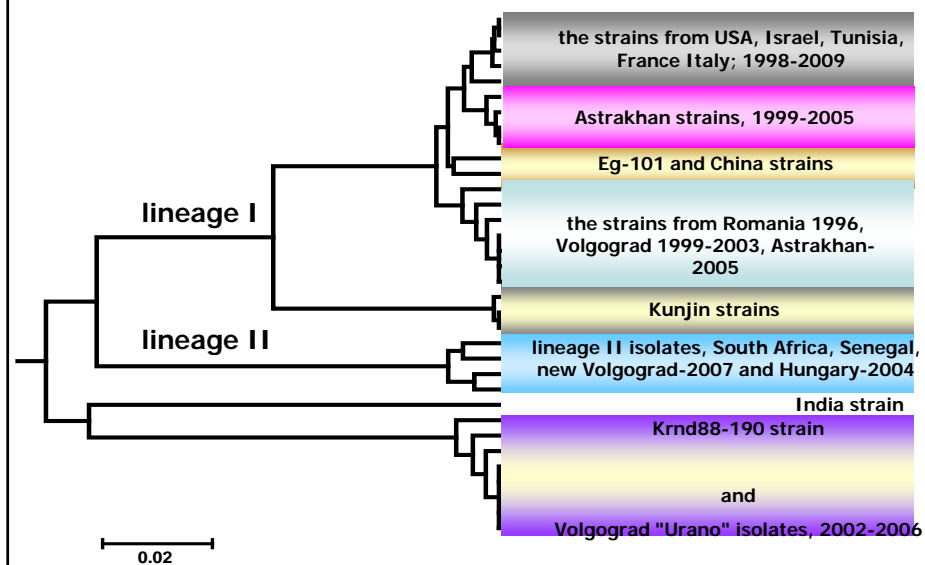 the strains from USA, Israel, Tunisia,
France Italy; 1998-2009
Astrakhan strains, 1999-2005
Eg-101 and China strains
lineage I
the strains from Romania 1996,
Volgograd 1999-2003, Astrakhan-
2005
Kunjin strains
lineage II
lineage II isolates, South Africa, Senegal,
new Volgograd-2007 and Hungary-2004
India strain
Krnd88-190 strain
and
Volgograd "Urano" isolates, 2002-2006
0.02